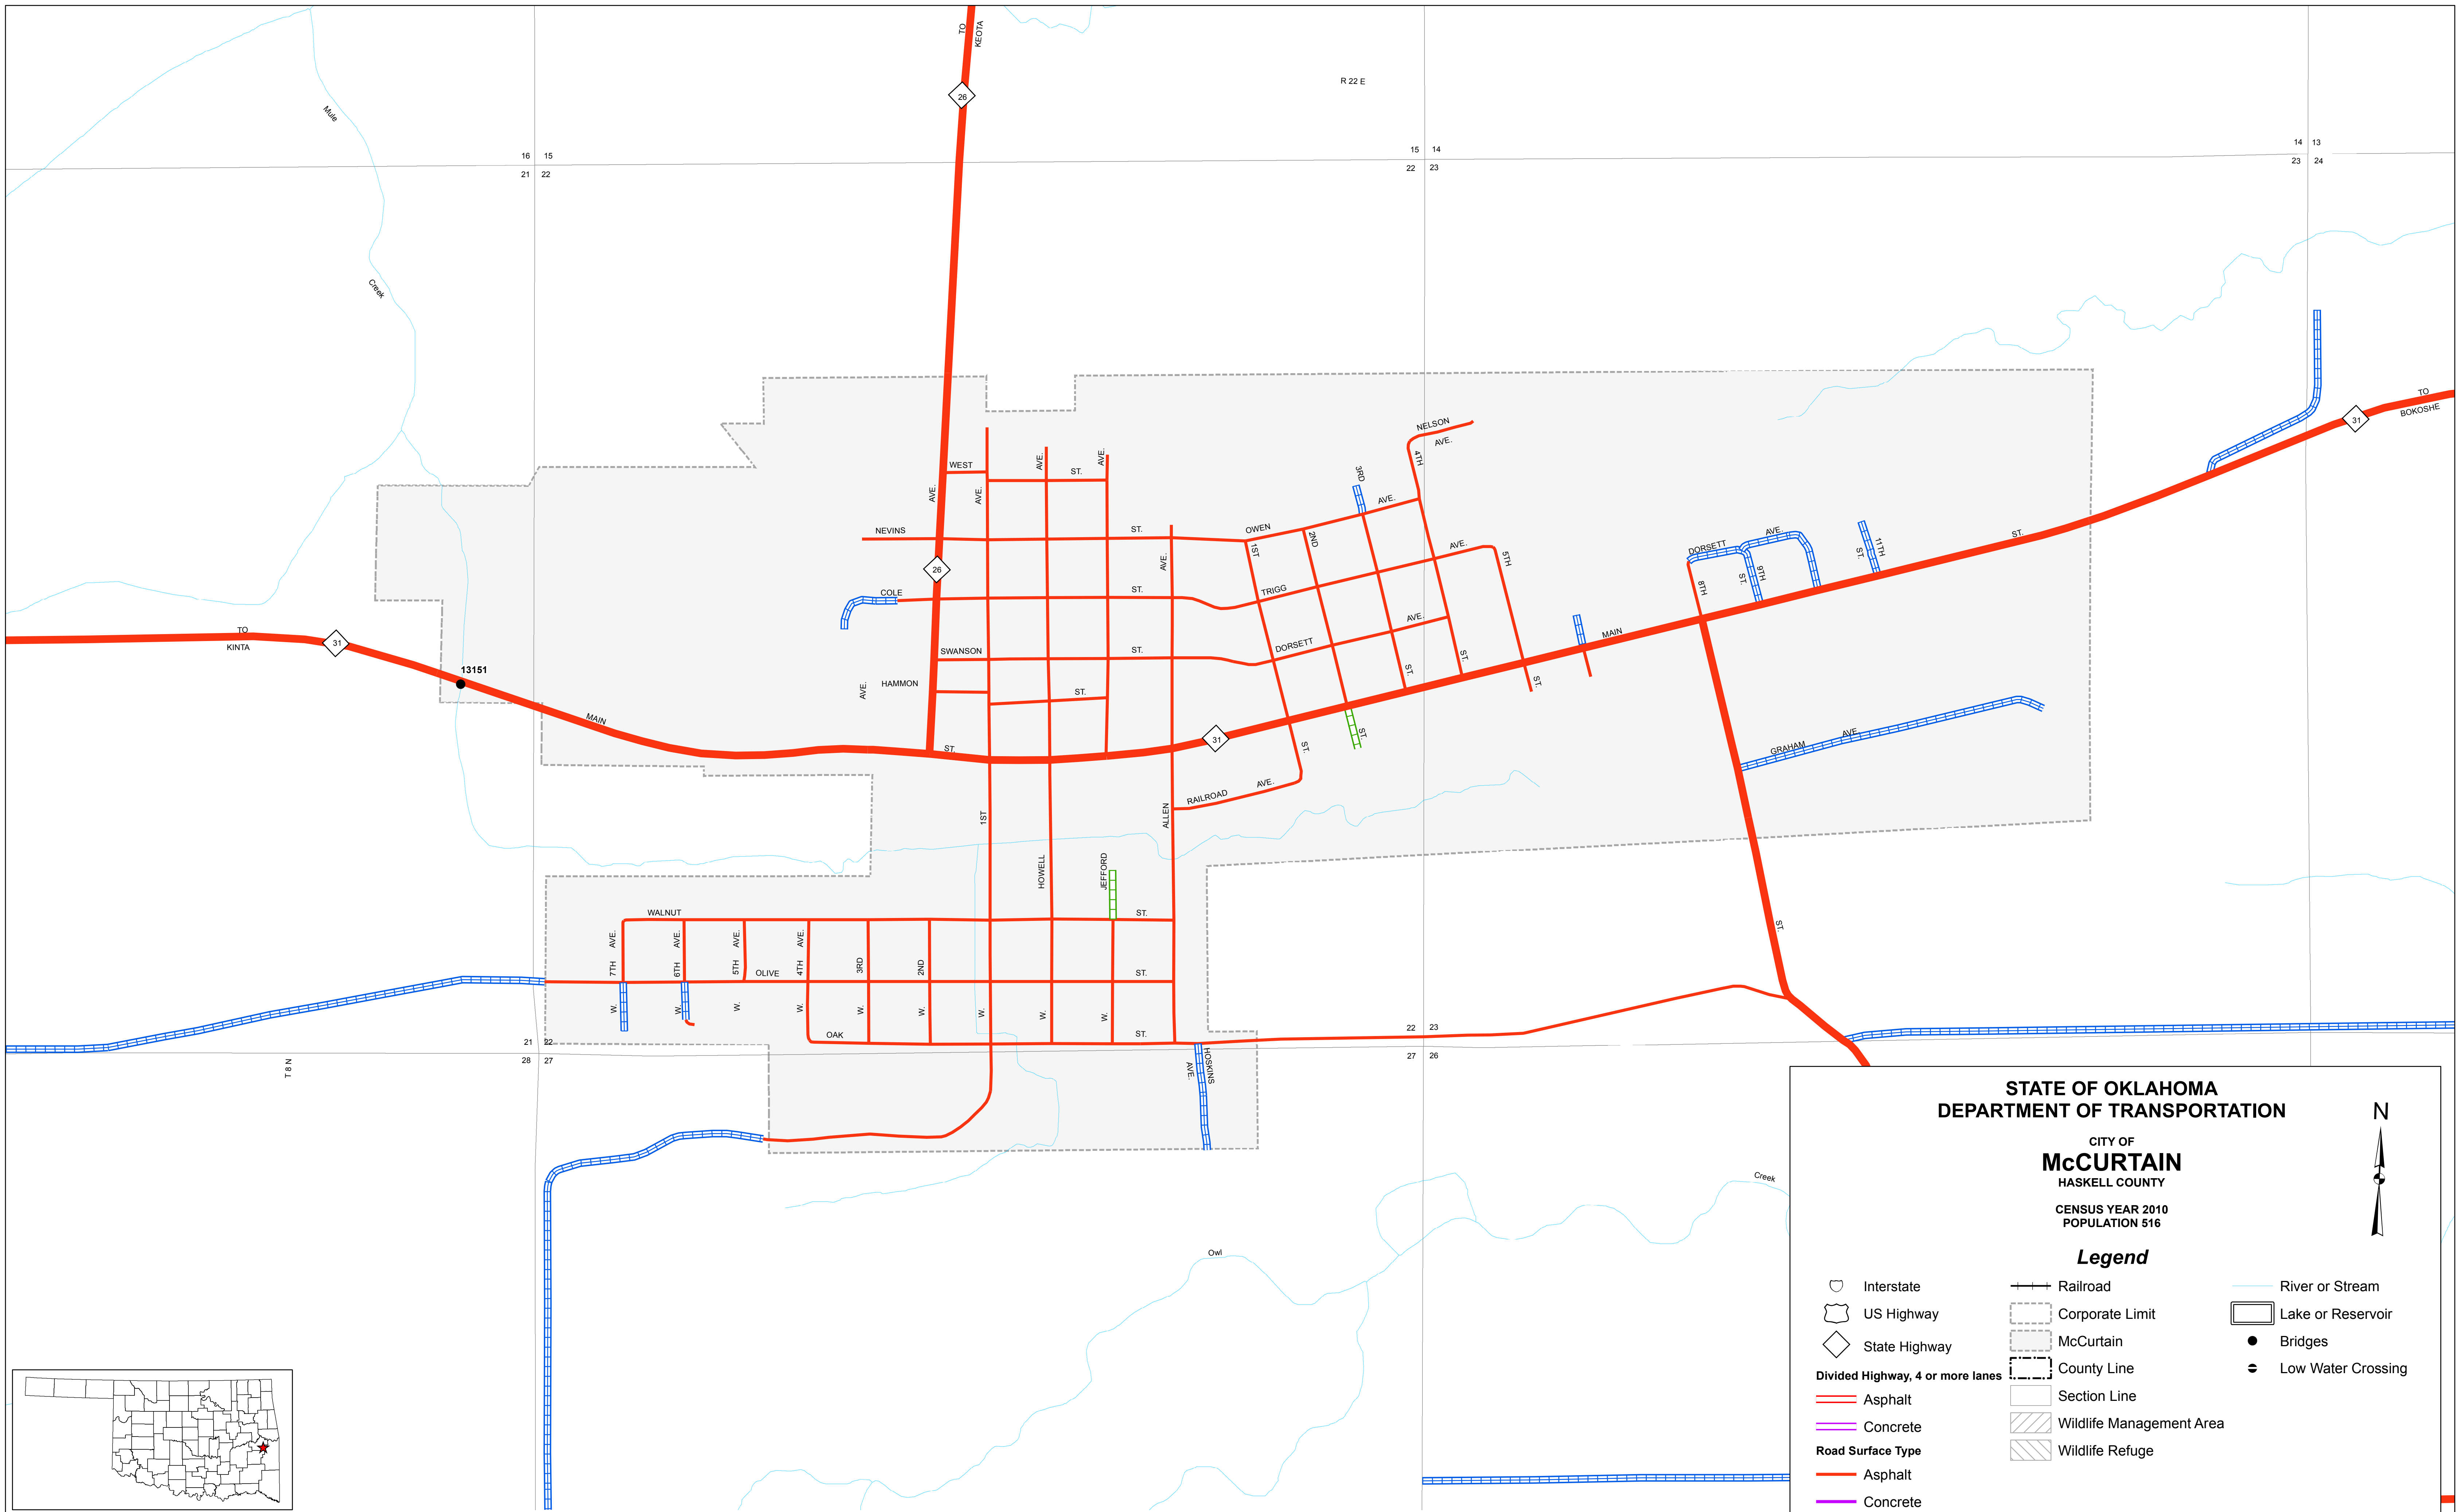 TO
KEOTA
26
R 22 E
Mule
Creek
16 15
21 22
15 14
22 23
14 13
23 24
TO
BOKOSHE
31
NELSON
AVE.
4TH
3RD
WEST
ST.
AVE.
AVE.
AVE.
AVE.
NEVINS
ST.
OWEN
AVE.
1ST
2ND
AVE.
5TH
AVE.
26
COLE
ST.
TRIGG
DORSETT
AVE.
8TH
9TH
ST.
11TH
ST.
ST.
SWANSON
ST.
DORSETT
AVE.
MAIN
TO
KINTA
31
13151
HAMMON
AVE.
ST.
ST.
ST.
ST.
MAIN
ST.
31
ST.
ST.
GRAHAM
AVE.
RAILROAD
AVE.
1ST
ALLEN
HOWELL
JEFFORD
WALNUT
ST.
ST.
7TH AVE.
6TH AVE.
5TH AVE.
4TH AVE.
3RD
2ND
OLIVE
ST.
W.
W.
W.
W.
W.
W.
W.
W.
W.
OAK
ST.
HOSKINS
AVE.
21 22
28 27
22 23
27 26
T 8 N
Owl
Creek
STATE OF OKLAHOMA
DEPARTMENT OF TRANSPORTATION
N
CITY OF
McCURTAIN
HASKELL COUNTY
CENSUS YEAR 2010
POPULATION 516
Legend
Interstate
US Highway
State Highway
Divided Highway, 4 or more lanes
Asphalt
Concrete
Road Surface Type
Asphalt
Concrete
Railroad
Corporate Limit
McCurtain
County Line
Section Line
Wildlife Management Area
Wildlife Refuge
River or Stream
Lake or Reservoir
Bridges
Low Water Crossing